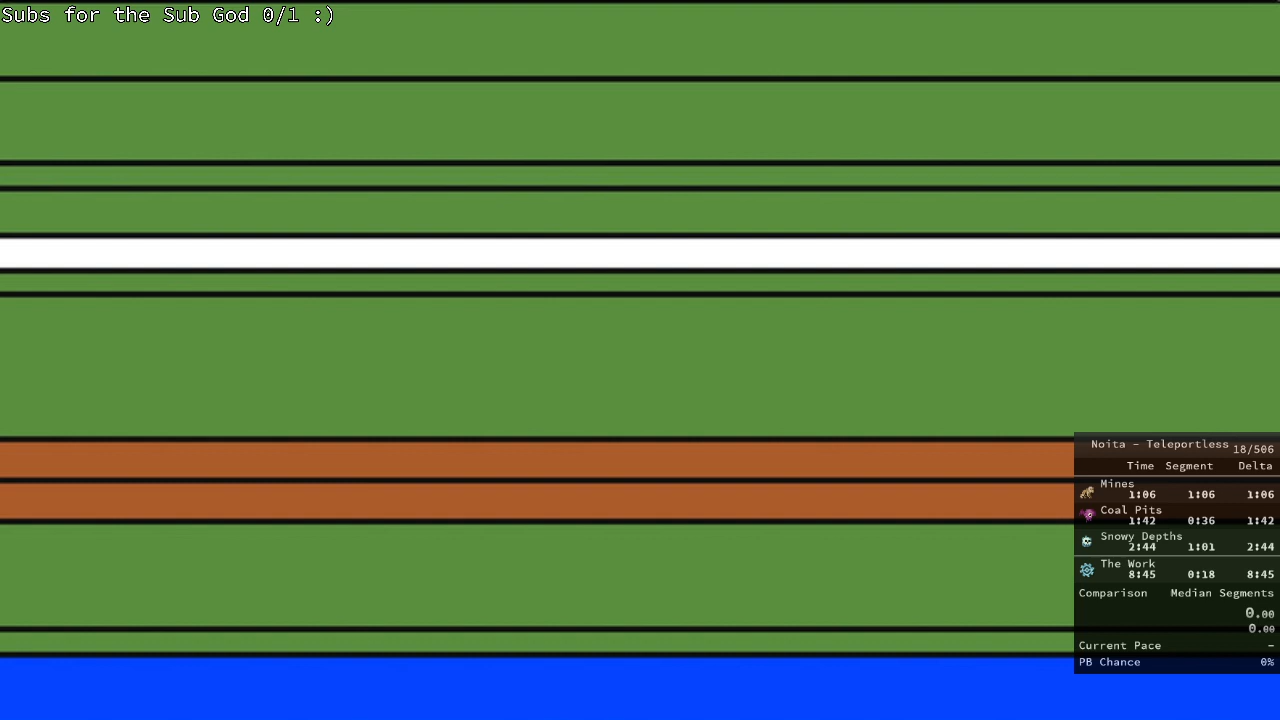 Subs for the Sub God 0/1 :)
Noita - Teleportless 18/506
Time Segment Delta
Mines
1:06 1:06 1:06
Coal Pits
1:42 0:36 1:42
Snowy Depths
2:44 1:01 2:44
The Work
8:45 0:18 8:45
Comparison Median Segments
0.00
0.00
Current Pace -
PB Chance 0%